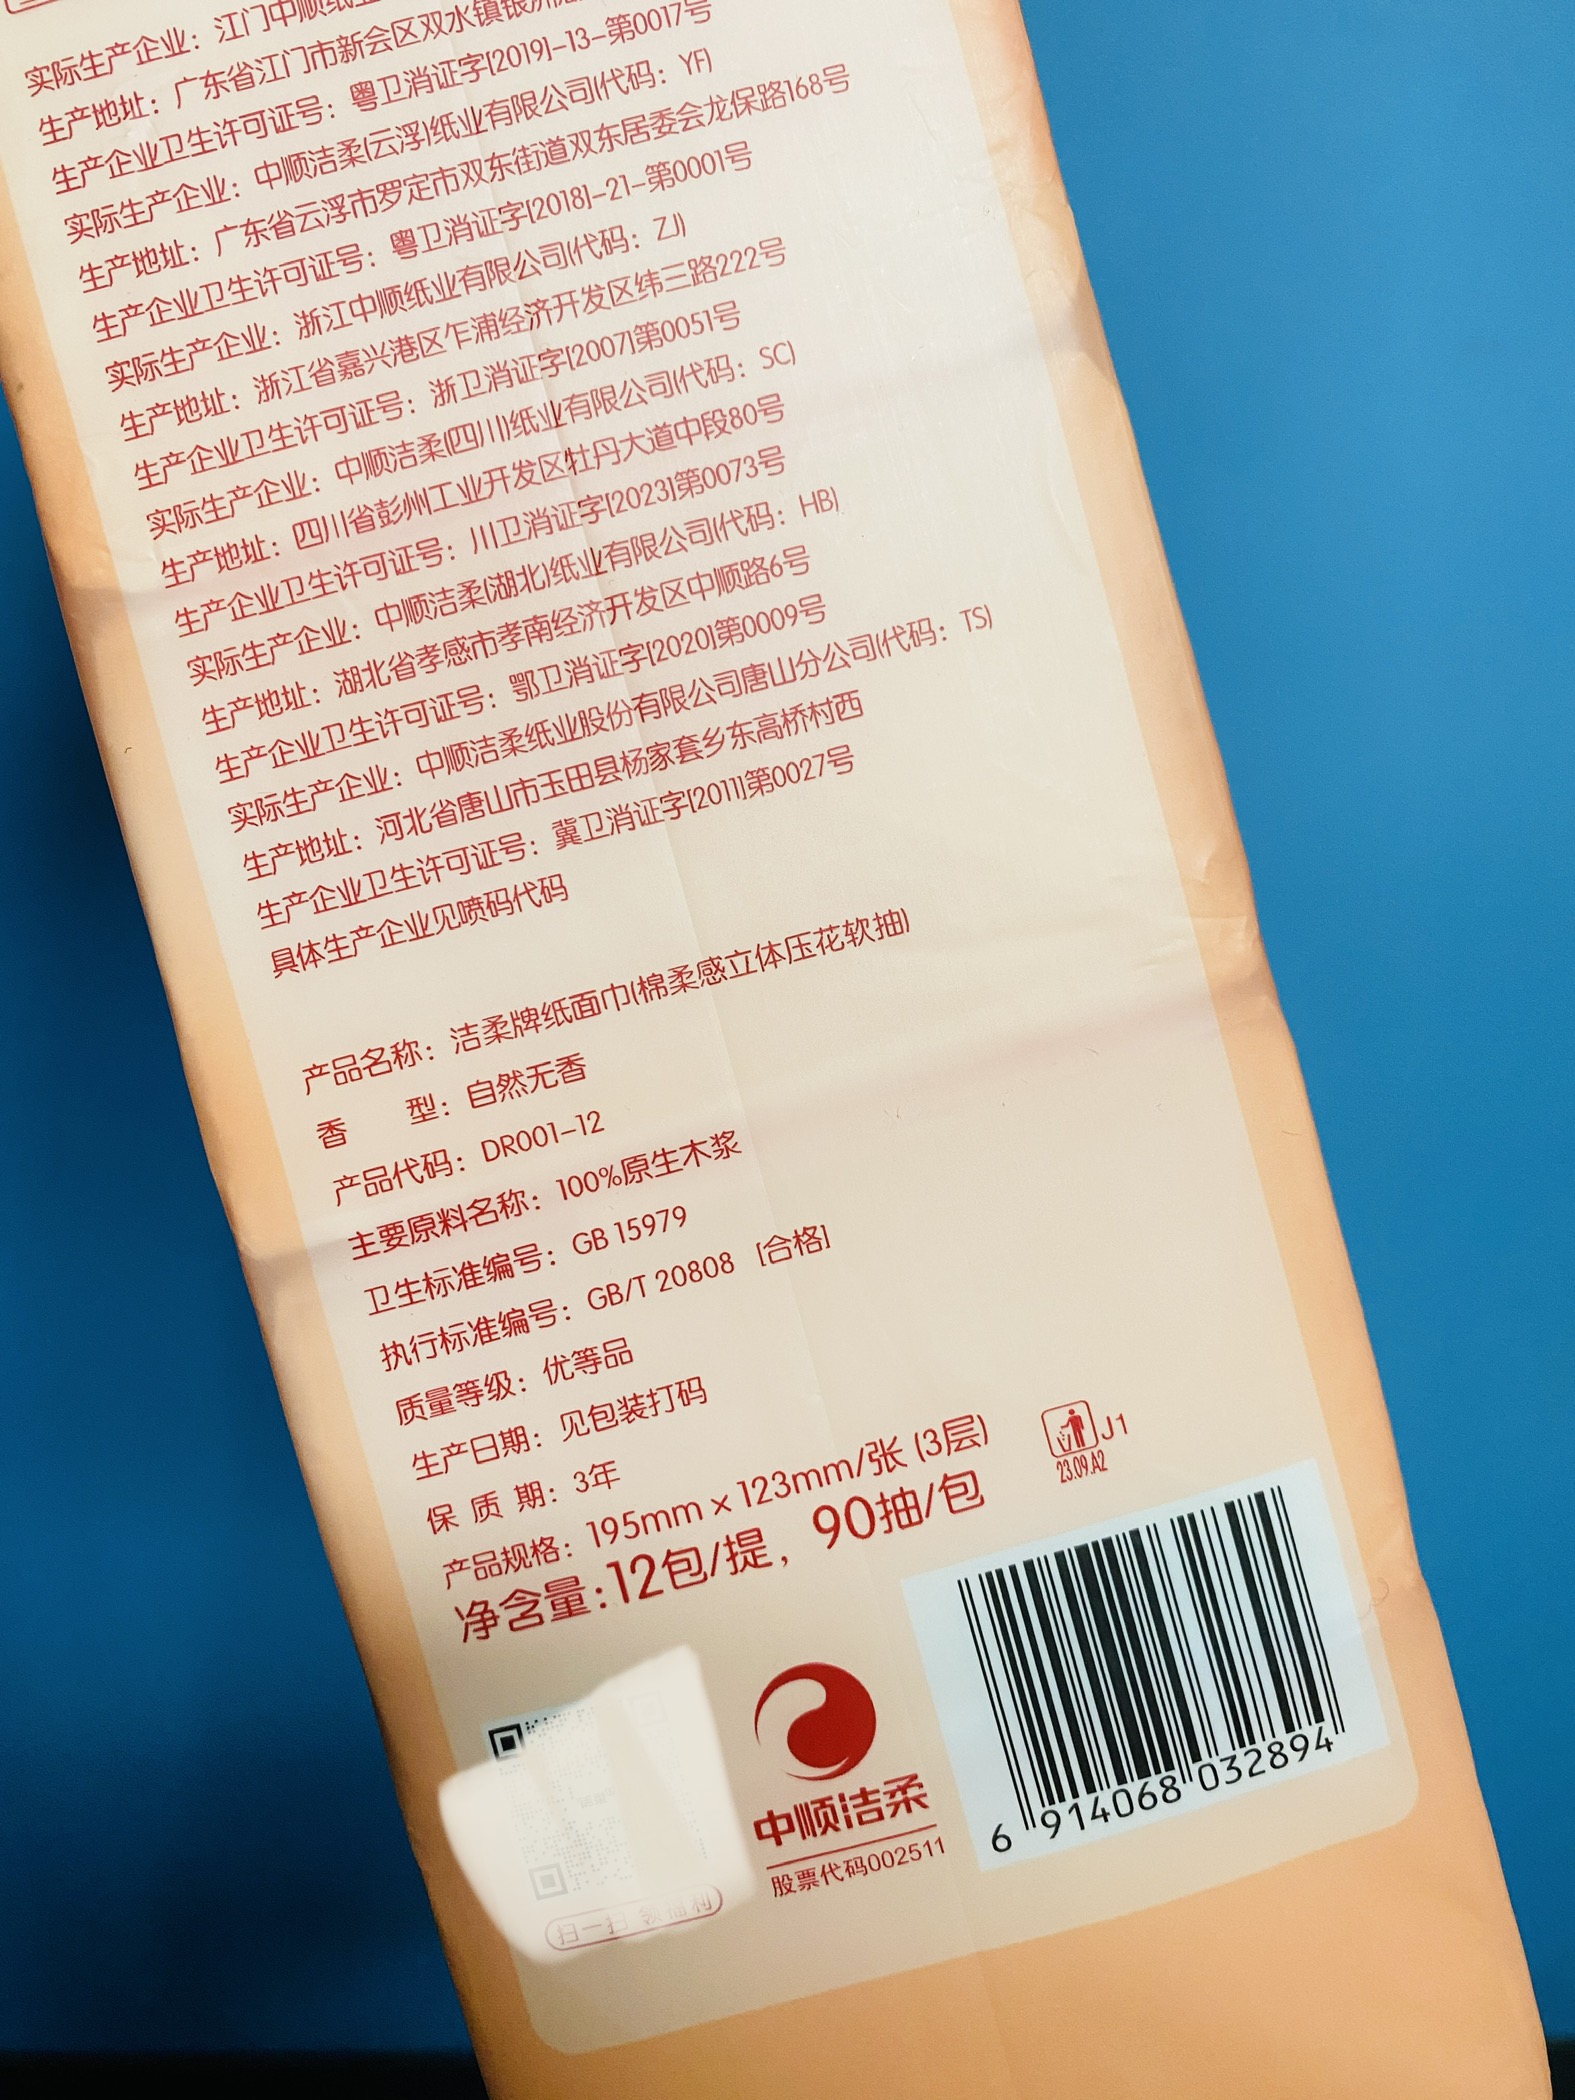 实际生产企业：江门中顺纸业
生产地址：广东省江门市新会区双水镇银洲
生产企业卫生许可证号：粤卫消证字[2019]-13-第0017号
实际生产企业：中顺洁柔(云浮)纸业有限公司(代码：YF)
生产地址：广东省云浮市罗定市双东街道双东居委会龙保路168号
生产企业卫生许可证号：粤卫消证字[2018]-21-第0001号
实际生产企业：浙江中顺纸业有限公司(代码：ZJ)
生产地址：浙江省嘉兴港区乍浦经济开发区纬三路222号
生产企业卫生许可证号：浙卫消证字[2007]第0051号
实际生产企业：中顺洁柔(四川)纸业有限公司(代码：SC)
生产地址：四川省彭州工业开发区牡丹大道中段80号
生产企业卫生许可证号：川卫消证字[2023]第0073号
实际生产企业：中顺洁柔(湖北)纸业有限公司(代码：HB)
生产地址：湖北省孝感市孝南经济开发区中顺路6号
生产企业卫生许可证号：鄂卫消证字[2020]第0009号
实际生产企业：中顺洁柔纸业股份有限公司唐山分公司(代码：TS)
生产地址：河北省唐山市玉田县杨家套乡东高桥村西
生产企业卫生许可证号：冀卫消证字[2011]第0027号
具体生产企业见喷码代码
产品名称：洁柔牌纸面巾(棉柔感立体压花软抽)
香 型：自然无香
产品代码：DR001-12
主要原料名称：100%原生木浆
卫生标准编号：GB 15979
执行标准编号：GB/T 20808 [合格]
质量等级：优等品
生产日期：见包装打码
保 质 期：3年
产品规格：195mm×123mm/张 (3层)
净含量:12包/提，90抽/包
J1
23.09.A2
中顺洁柔
股票代码002511
扫一扫 领福利
6 914068 032894